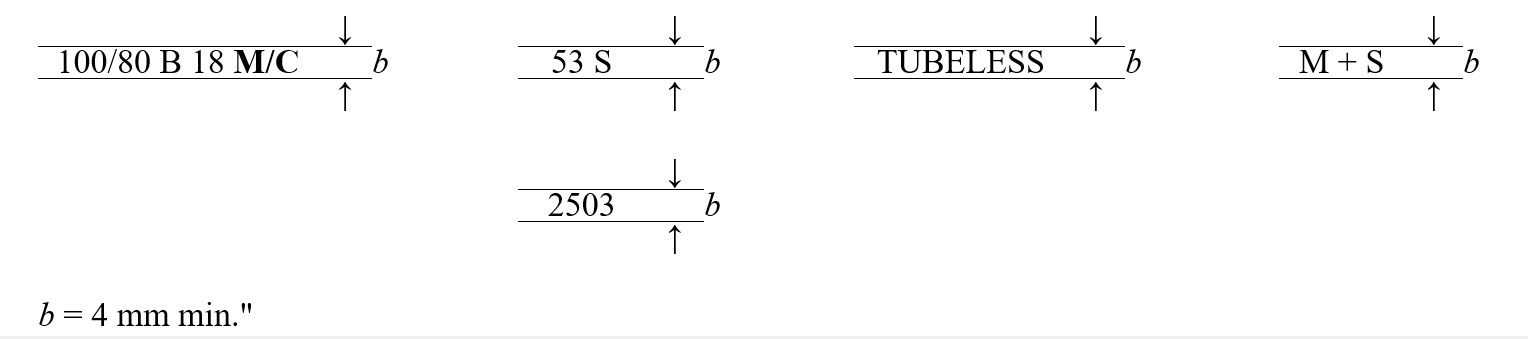 100/80 B 18 M/C b 53 S b TUBELESS b M + S b
2503 b
b = 4 mm min."